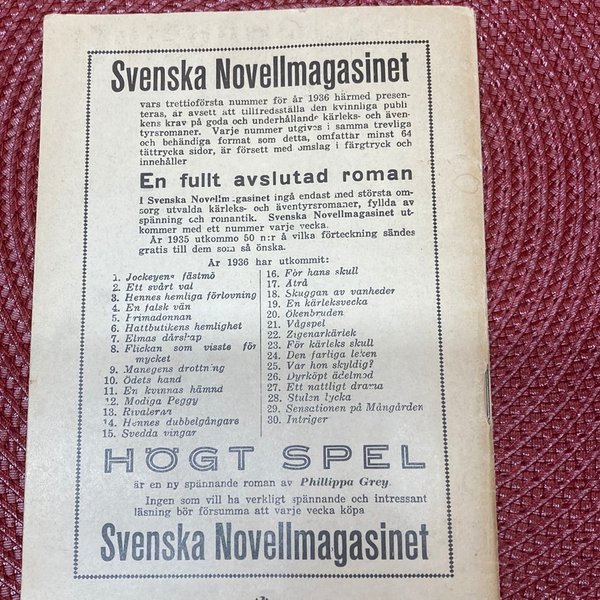 Svenska Novellmagasinet
vars trettioförsta nummer för år 1936 härmed presen-
teras, är avsett att tillfredsställa den kvinnliga publi
kens krav på goda och underhållande kärleks- och även-
tyrsromaner. Varje nummer utgives i samma trevliga
och behändiga format som detta, omfattar minst 64
tättryckta sidor, är försett med omslag i färgtryck och
innehåller
En fullt avslutad roman
I Svenska Novellmagasinet ingå endast med största om-
sorg utvalda kärleks- och äventyrsromaner, fyllda av
spänning och romantik. Svenska Novellmagasinet ut-
kommer med ett nummer varje vecka.
År 1935 utkommo 50 n:r å vilka förteckning sändes
gratis till dem som så önska.
År 1936 har utkommit:
1. Jockeyens fästmö
2. Ett svårt val
3. Hennes hemliga förlovning
4. En falsk vän
5. Primadonnan
6. Hattbutikens hemlighet
7. Elmas dårskap
8. Flickan som visste för
mycket
9. Manegens drottning
10. Ödets hand
11. En kvinnas hämnd
12. Modiga Peggy
13. Rivaleran
14. Hennes dubbelgångare
15. Svedda vingar
16. För hans skull
17. Åtrå
18. Skuggan av vanheder
19. En kärleksvecka
20. Ökenbruden
21. Vågspel
22. Zigenarkärlek
23. För kärleks skull
24. Den farliga leken
25. Var hon skyldig?
26. Dyrköpt ädelmod
27. Ett nattligt drama
28. Stulen lycka
29. Sensationen på Mångården
30. Intriger
HÖGT SPEL
är en ny spännande roman av Phillippa Grey.
Ingen som vill ha verkligt spännande och intressant
läsning bör försumma att varje vecka köpa
Svenska Novellmagasinet